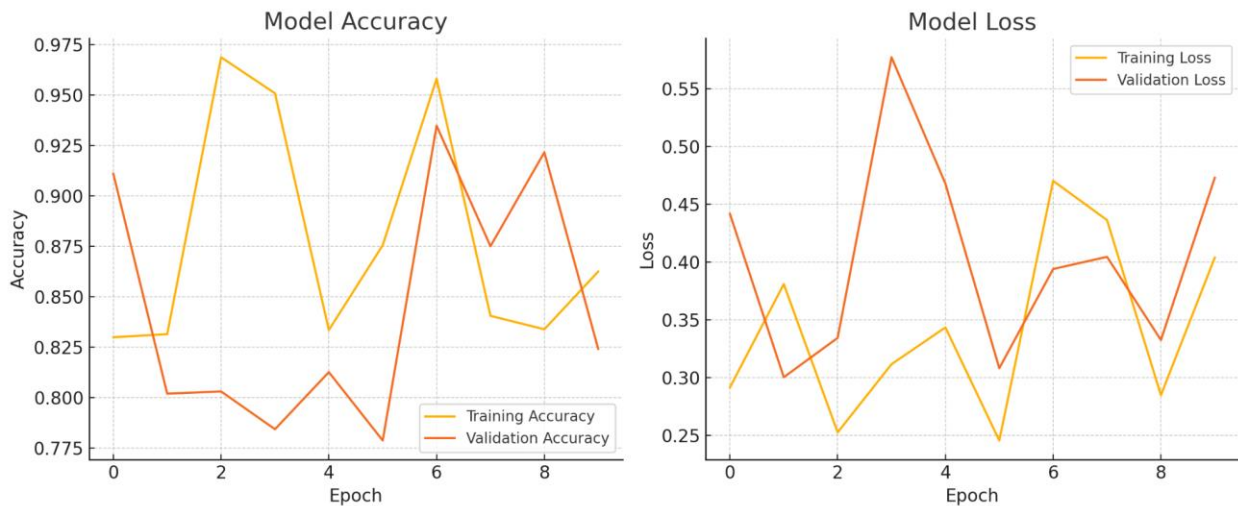 Model Accuracy
0.975
0.950
0.925
0.900
0.875
0.850
0.825
0.800
0.775
Accuracy
0
2
4
6
8
Epoch
Training Accuracy
Validation Accuracy
Model Loss
0.55
0.50
0.45
0.40
0.35
0.30
0.25
Loss
0
2
4
6
8
Epoch
Training Loss
Validation Loss